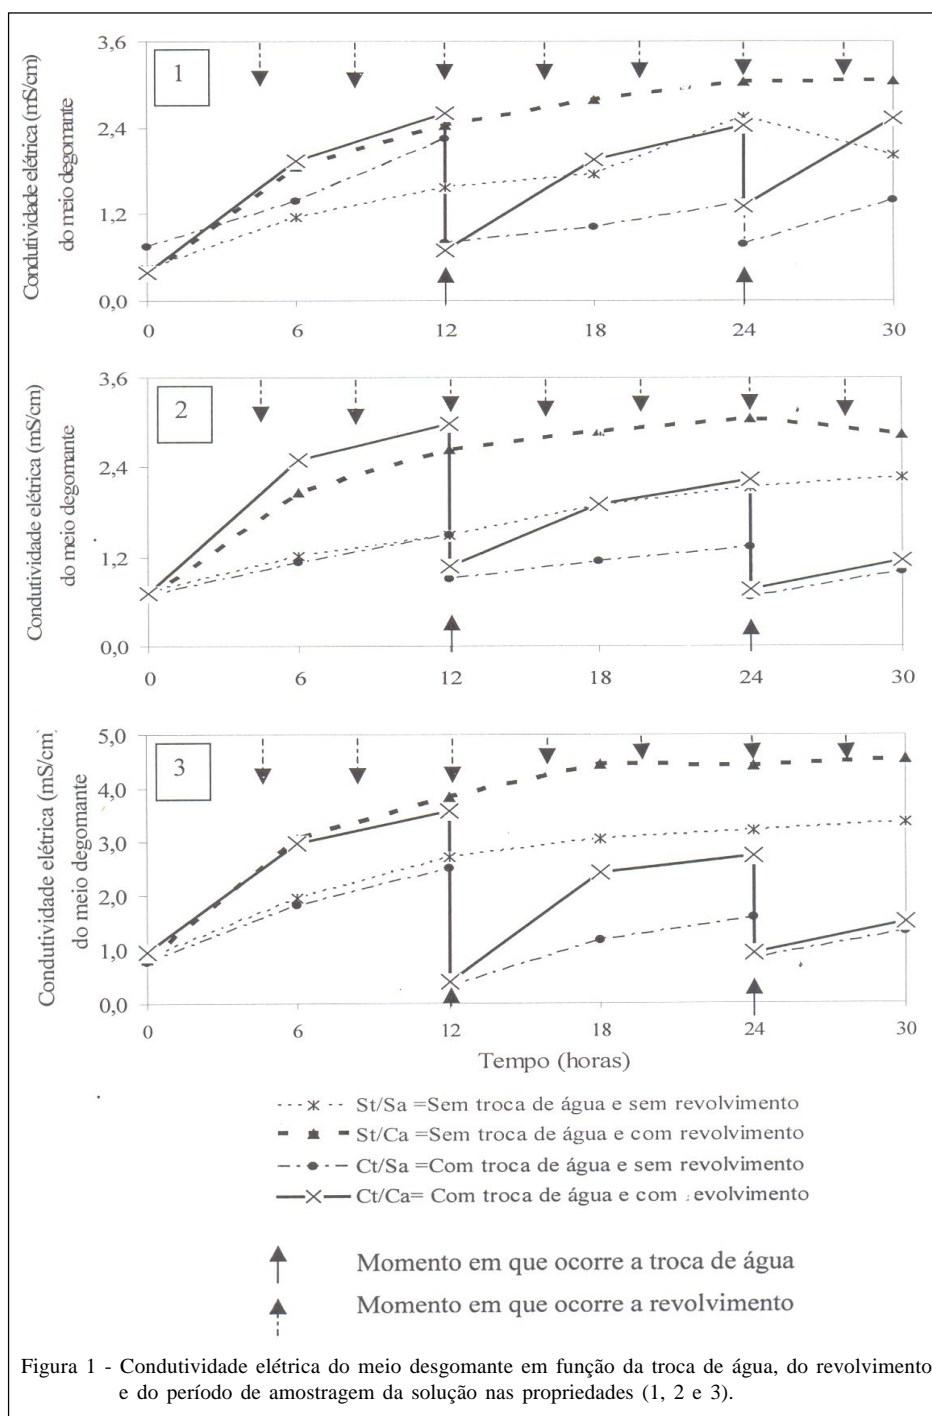 Condutividade elétrica (mS/cm)
do meio degomante
3,6
2,4
1,2
0,0
1
0 6 12 18 24 30
Condutividade elétrica (mS/cm)
do meio degomante
3,6
2,4
1,2
0,0
2
0 6 12 18 24 30
Condutividade elétrica (mS/cm)
do meio degomante
5,0
4,0
3,0
2,0
1,0
0,0
3
0 6 12 18 24 30
Tempo (horas)
St/Sa =Sem troca de água e sem revolvimento
St/Ca =Sem troca de água e com revolvimento
Ct/Sa =Com troca de água e sem revolvimento
Ct/Ca= Com troca de água e com evolvimento
Momento em que ocorre a troca de água
Momento em que ocorre a revolvimento
Figura 1 - Condutividade elétrica do meio desgomante em função da troca de água, do revolvimento
e do período de amostragem da solução nas propriedades (1, 2 e 3).